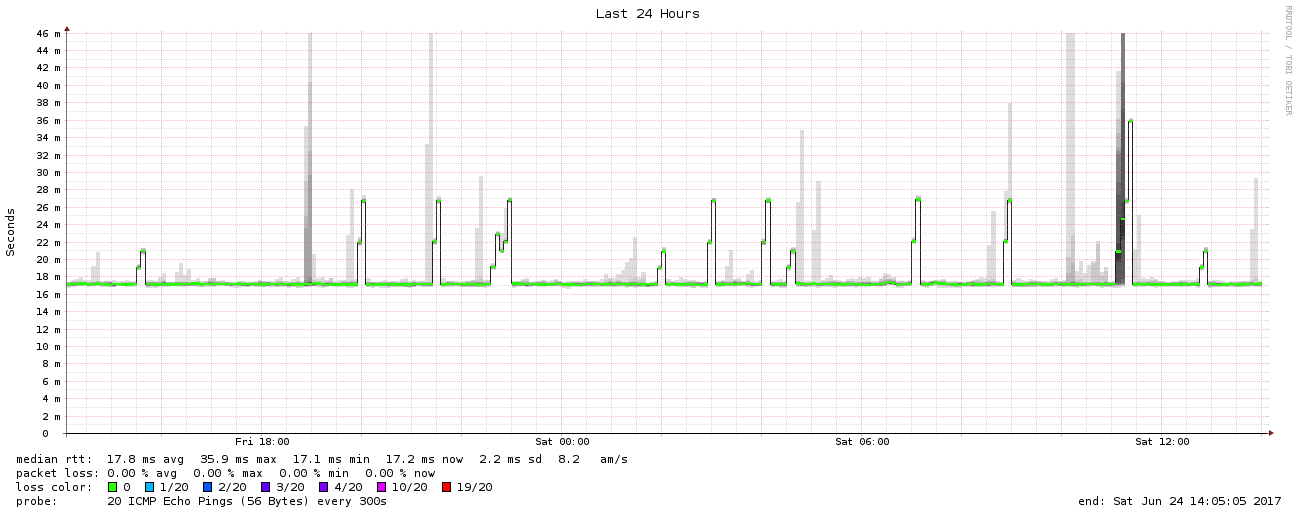 Last 24 Hours
RRDTOOL / TOBI OETIKER
Seconds
46 m
44 m
42 m
40 m
38 m
36 m
34 m
32 m
30 m
28 m
26 m
24 m
22 m
20 m
18 m
16 m
14 m
12 m
10 m
8 m
6 m
4 m
2 m
0
Fri 18:00 Sat 00:00 Sat 06:00 Sat 12:00
median rtt: 17.8 ms avg 35.9 ms max 17.1 ms min 17.2 ms now 2.2 ms sd 8.2 am/s
packet loss: 0.00 % avg 0.00 % max 0.00 % min 0.00 % now
loss color: 0 1/20 2/20 3/20 4/20 10/20 19/20
probe: 20 ICMP Echo Pings (56 Bytes) every 300s end: Sat Jun 24 14:05:05 2017